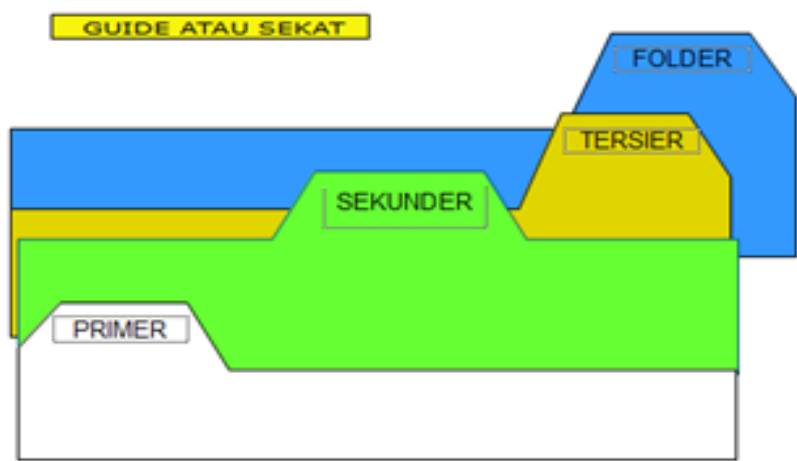 GUIDE ATAU SEKAT
FOLDER
TERSIER
SEKUNDER
PRIMER